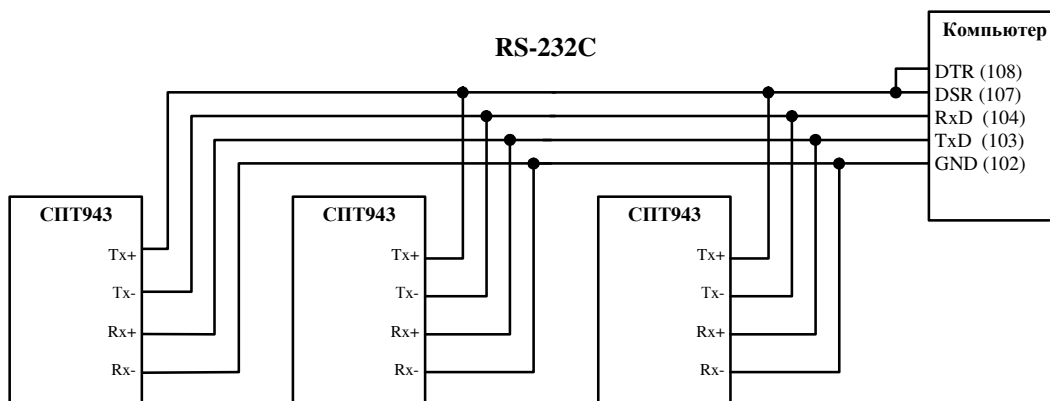 RS-232C
Компьютер
DTR (108)
DSR (107)
RxD (104)
TxD (103)
GND (102)
СПТ943
Tx+
Tx-
Rx+
Rx-
СПТ943
Tx+
Tx-
Rx+
Rx-
СПТ943
Tx+
Tx-
Rx+
Rx-